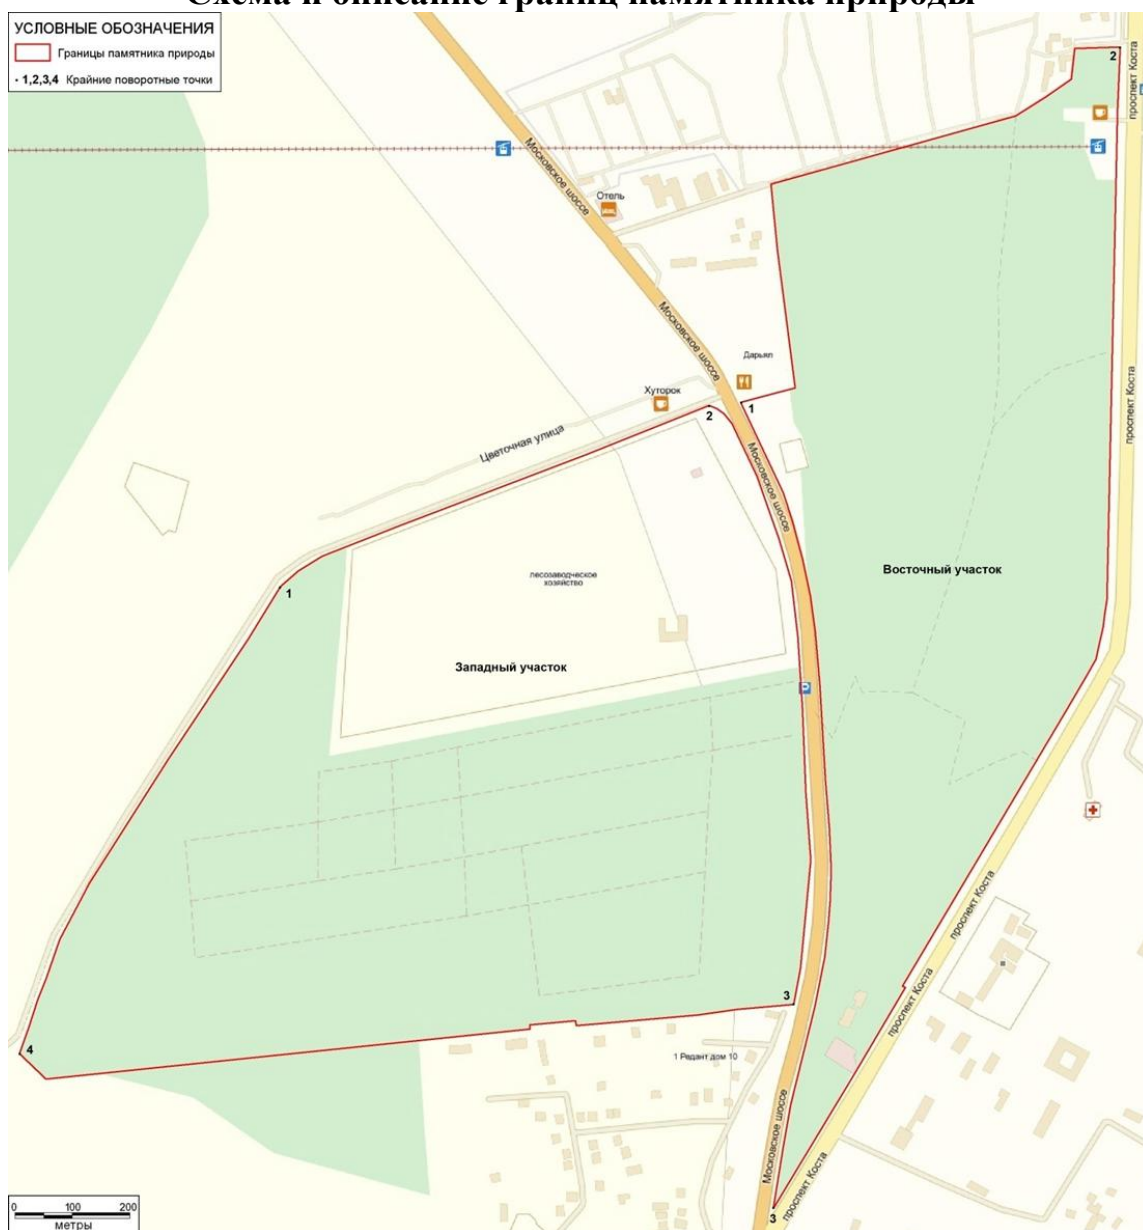 Схема и описание границ памятника природы
УСЛОВНЫЕ ОБОЗНАЧЕНИЯ
Границы памятника природы
• 1,2,3,4 Крайние поворотные точки
2
проспект Коста
Московское шоссе
Отель
Московское шоссе
Дарьял
Хуторок
1
2
проспект Коста
Цветочная улица
Московское шоссе
лесозаводческое
хозяйство
Восточный участок
1
Западный участок
проспект Коста
проспект Коста
3
4
1 Редант дом 10
Московское шоссе
проспект Коста
3
0 100 200
метры